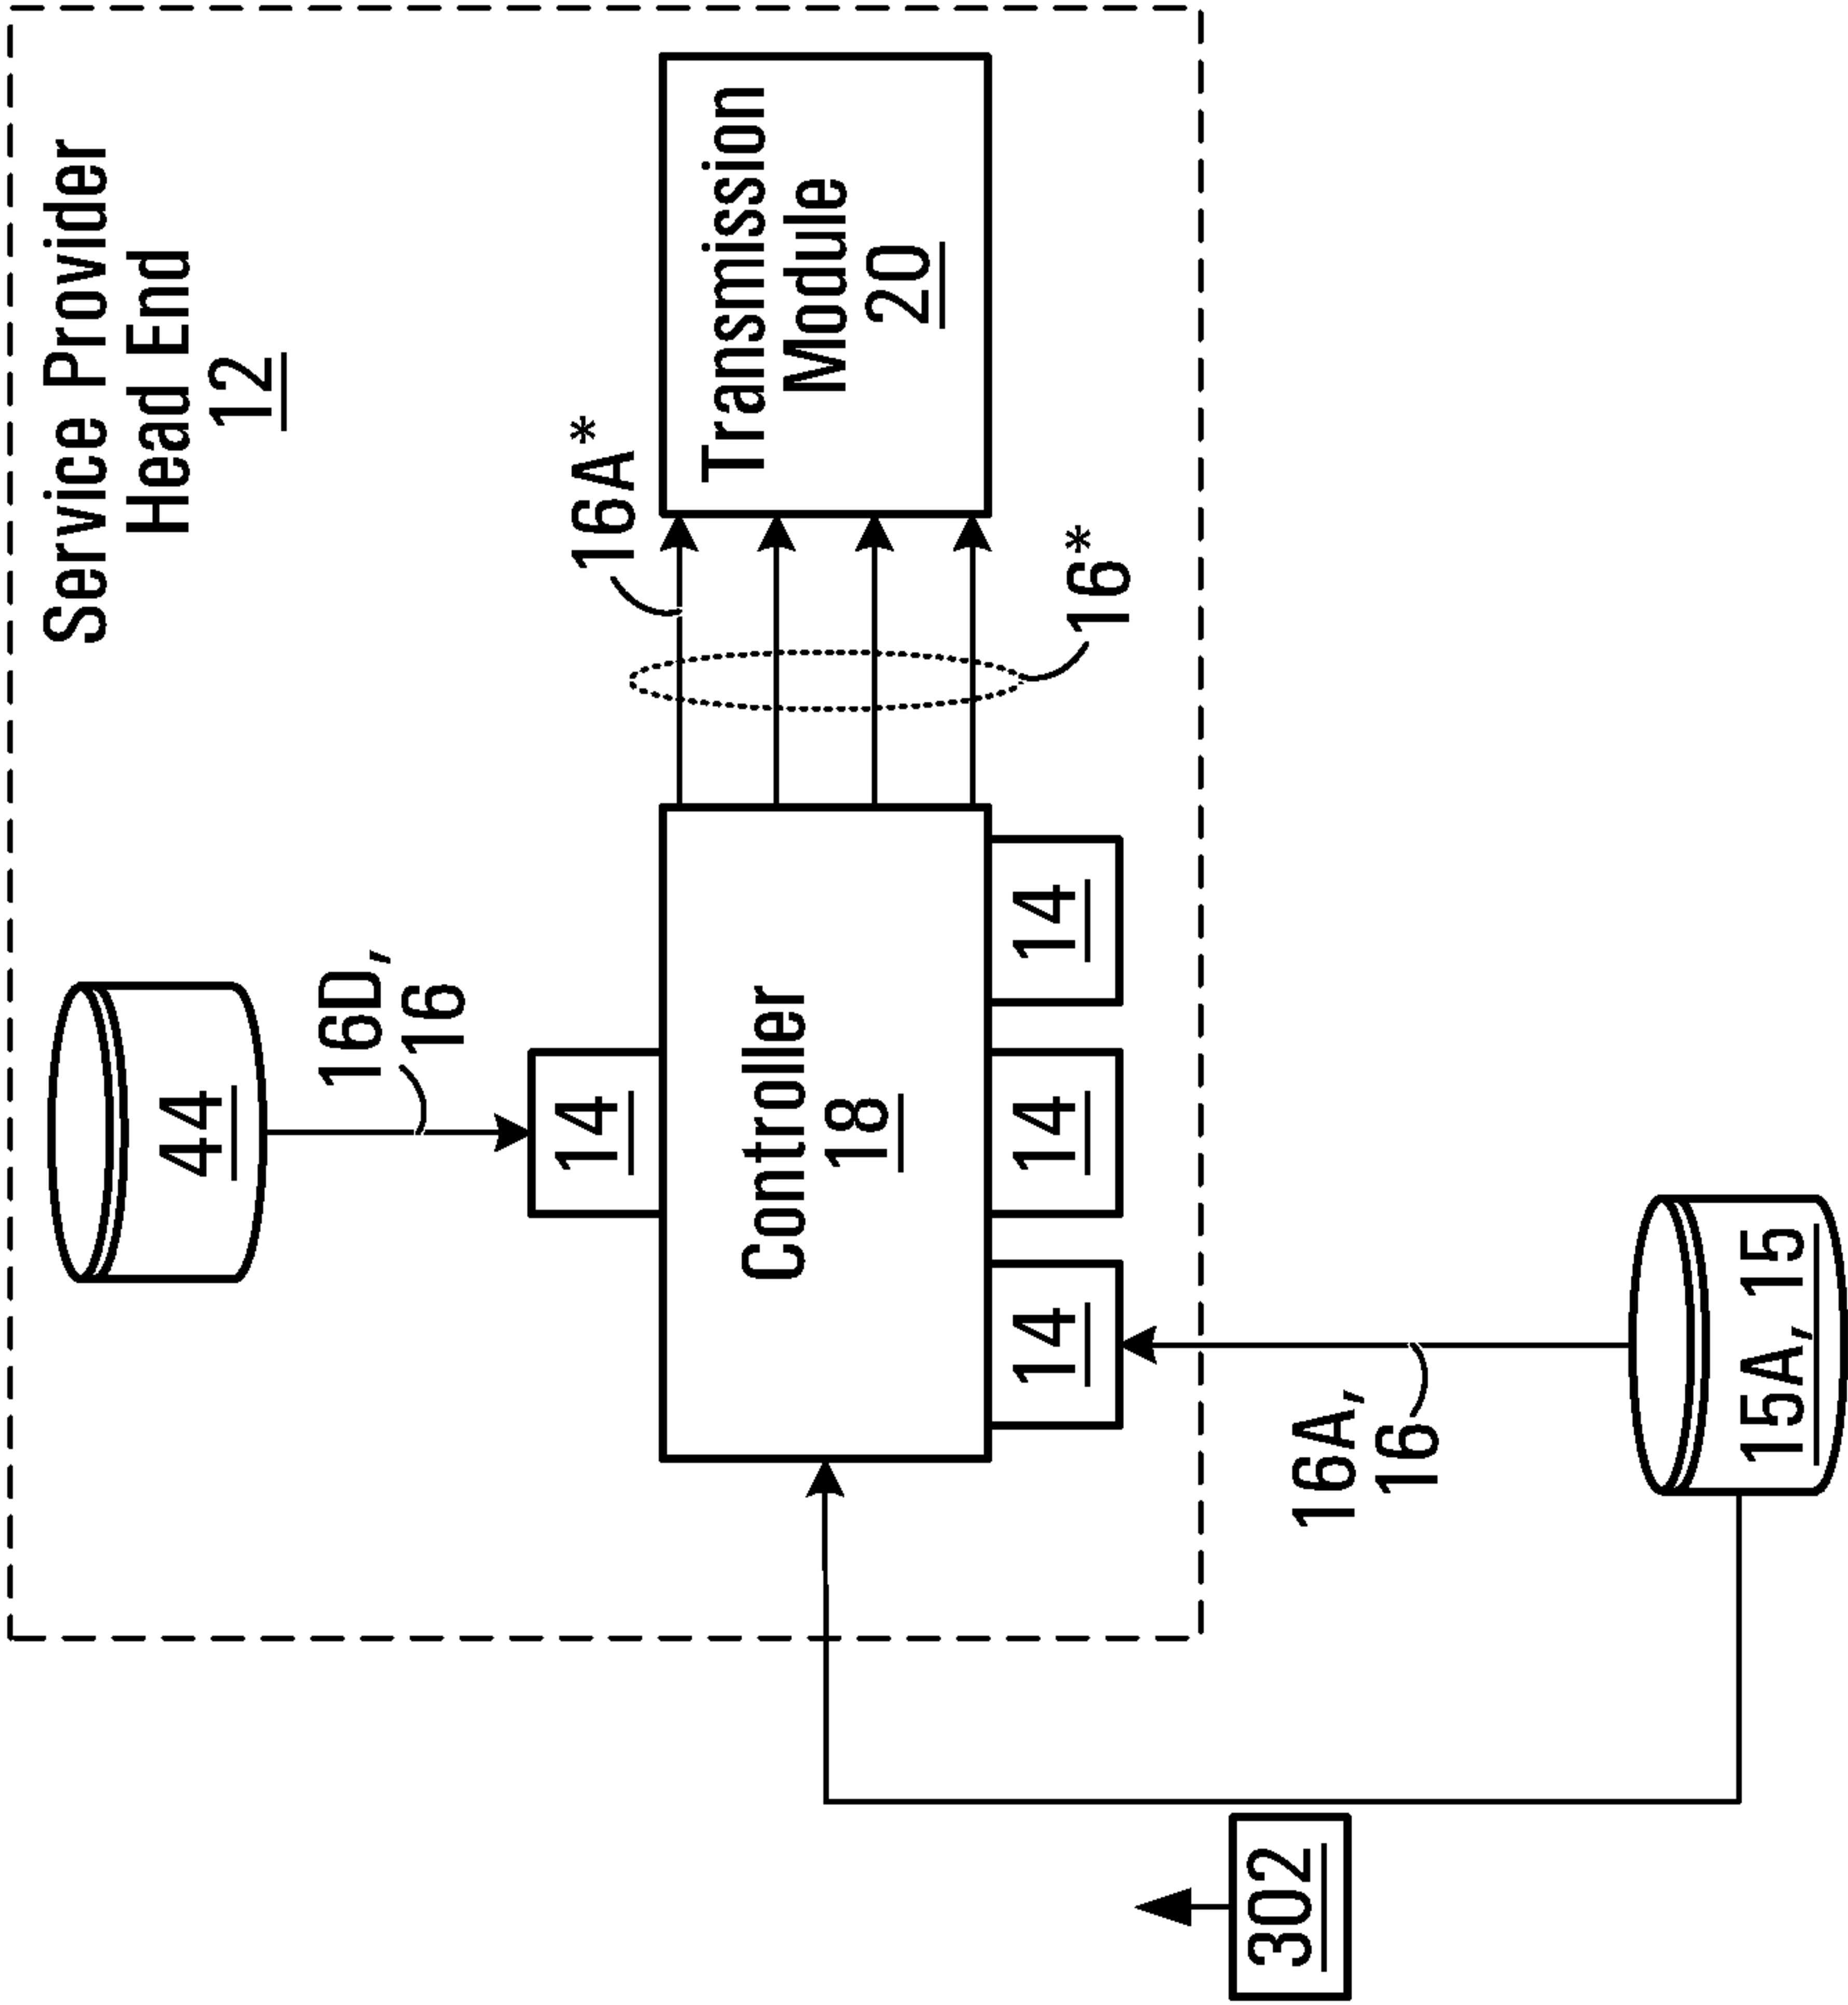 Service Provider
Head End
12
44
16D,
16
14
16A*
Transmission
Module
20
Controller
18
16*
14
14
14
16A,
16
302
15A, 15